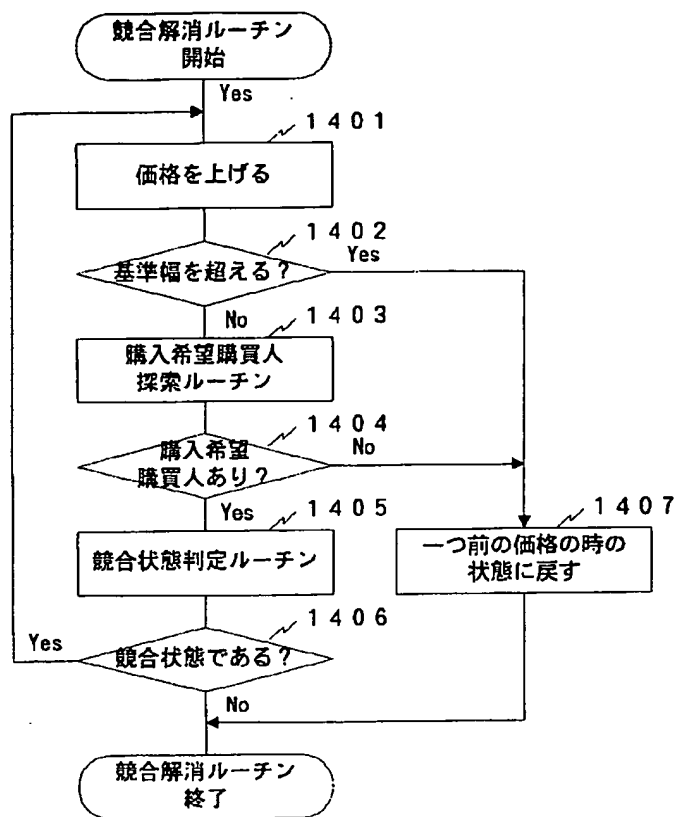 競合解消ルーチン
開始
Yes
1401
価格を上げる
1402
基準幅を超える？
Yes
No
1403
購入希望購買人
探索ルーチン
1404
購入希望
購買人あり？
No
Yes
1405
競合状態判定ルーチン
1407
一つ前の価格の時の
状態に戻す
1406
競合状態である？
Yes
No
競合解消ルーチン
終了